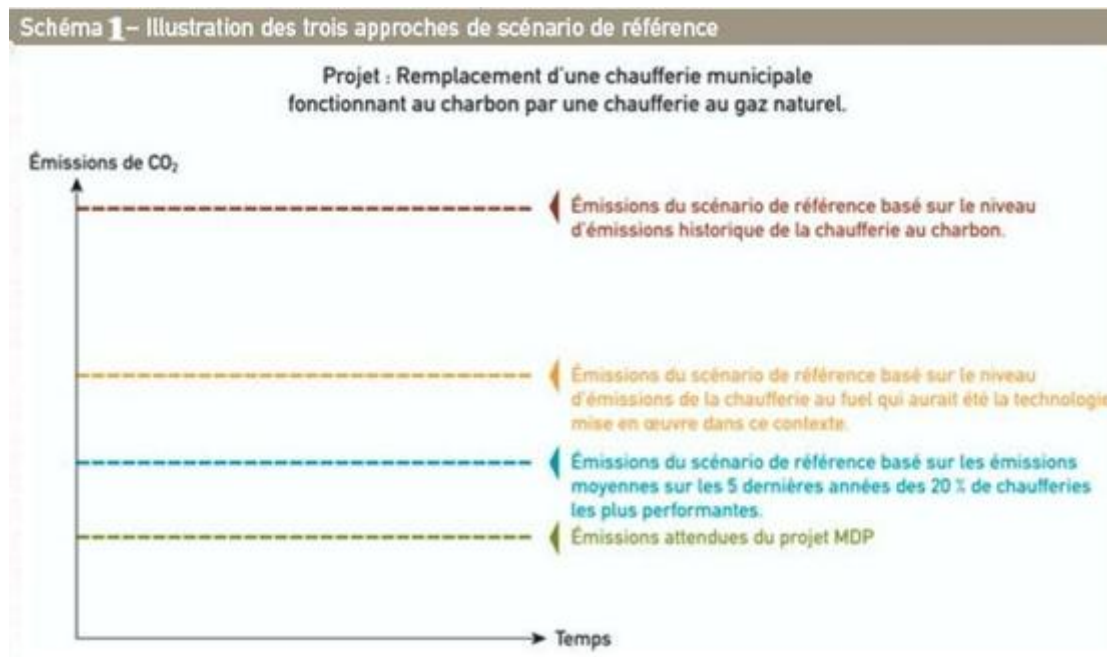 Schéma 1 – Illustration des trois approches de scénario de référence
Projet : Remplacement d'une chaufferie municipale
fonctionnant au charbon par une chaufferie au gaz naturel.
Émissions de CO₂
Émissions du scénario de référence basé sur le niveau
d'émissions historique de la chaufferie au charbon.
Émissions du scénario de référence basé sur le niveau
d'émissions de la chaufferie au fuel qui aurait été la technologie
mise en œuvre dans ce contexte.
Émissions du scénario de référence basé sur les émissions
moyennes sur les 5 dernières années des 20 % de chaufferies
les plus performantes.
Émissions attendues du projet MDP
Temps